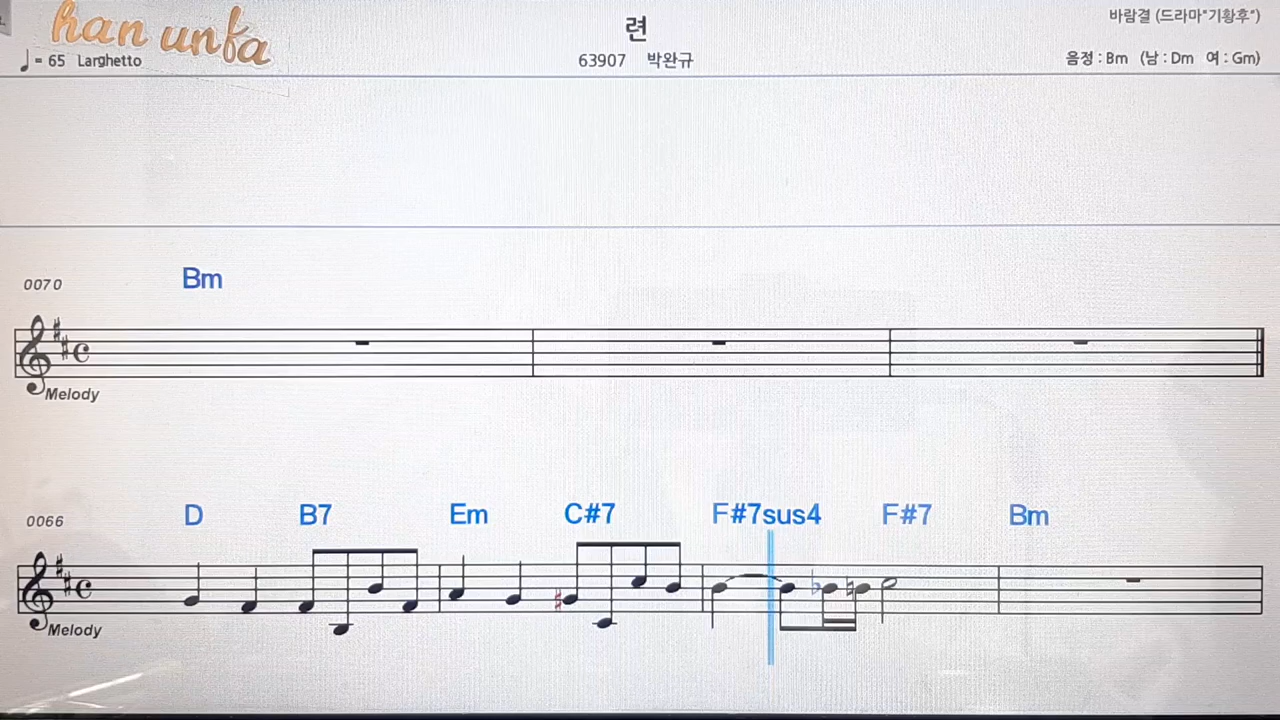 han unfa
련
바람결 (드라마"기황후")
♩= 65 Larghetto
63907 박완규
음정 : Bm (남 : Dm 여 : Gm)
0070
Bm
Melody
0066
D B7 Em C#7 F#7sus4 F#7 Bm
Melody